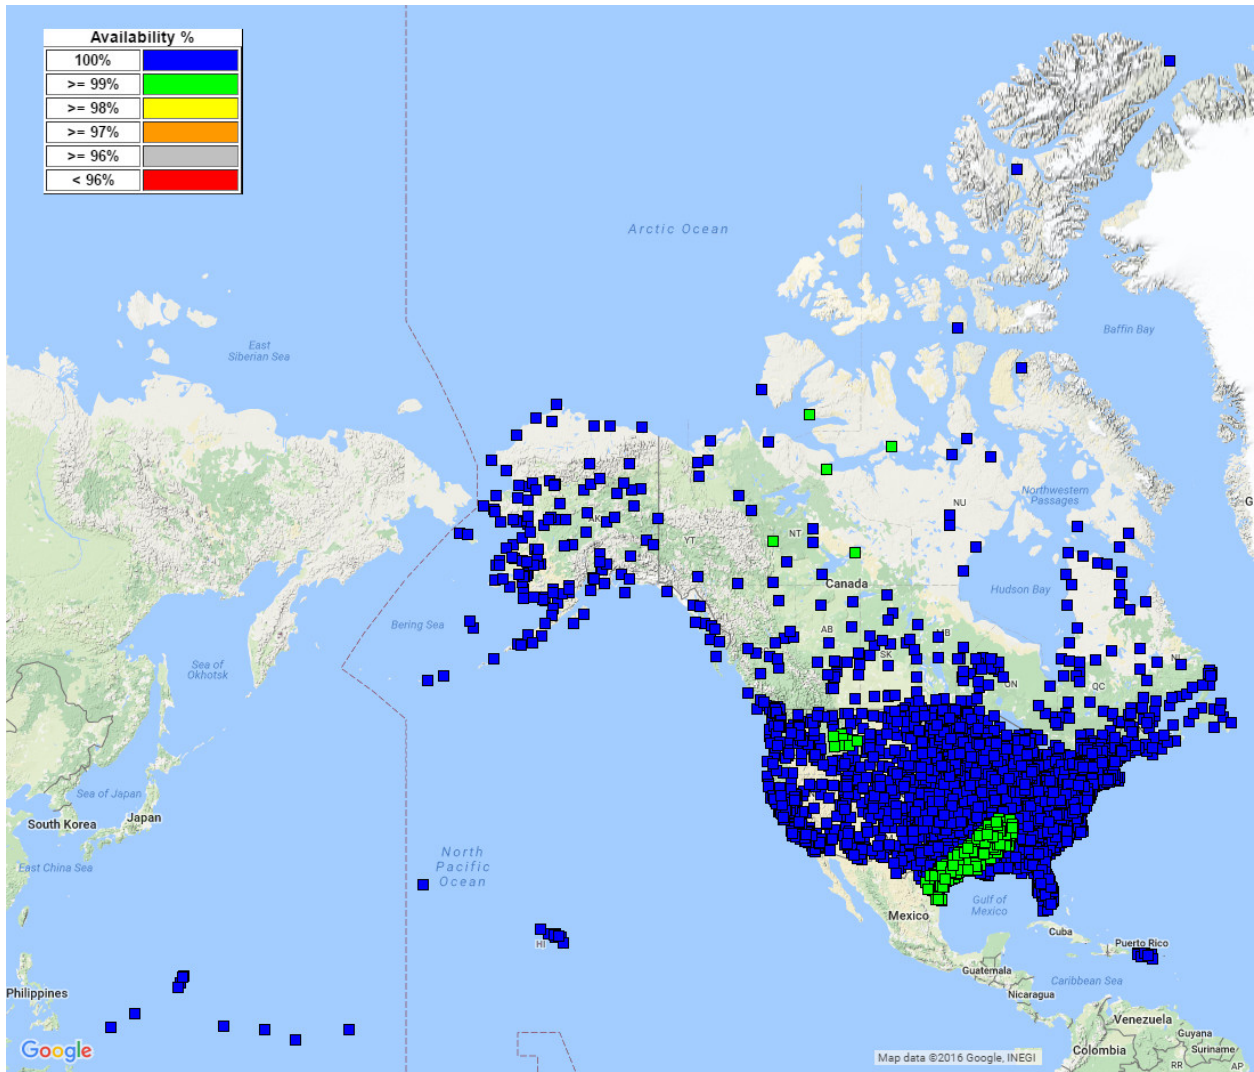 Availability %
100%
>= 99%
>= 98%
>= 97%
>= 96%
< 96%
Arctic Ocean
Baffin Bay
East
Siberian Sea
Northwestern
Passages
NU
AK
YT
NT
Canada
Hudson Bay
Bering Sea
AB
MB
SK
ON
QC
NL
Sea of
Okhotsk
Sea of Japan
South Korea
Japan
East China Sea
North
Pacific
Ocean
Gulf of
Mexico
Mexico
HI
Cuba
Puerto Rico
Guatemala
Caribbean Sea
Nicaragua
Philippines
Venezuela
Guyana
Colombia
Suriname
RR
AP
Google
Map data ©2016 Google, INEGI